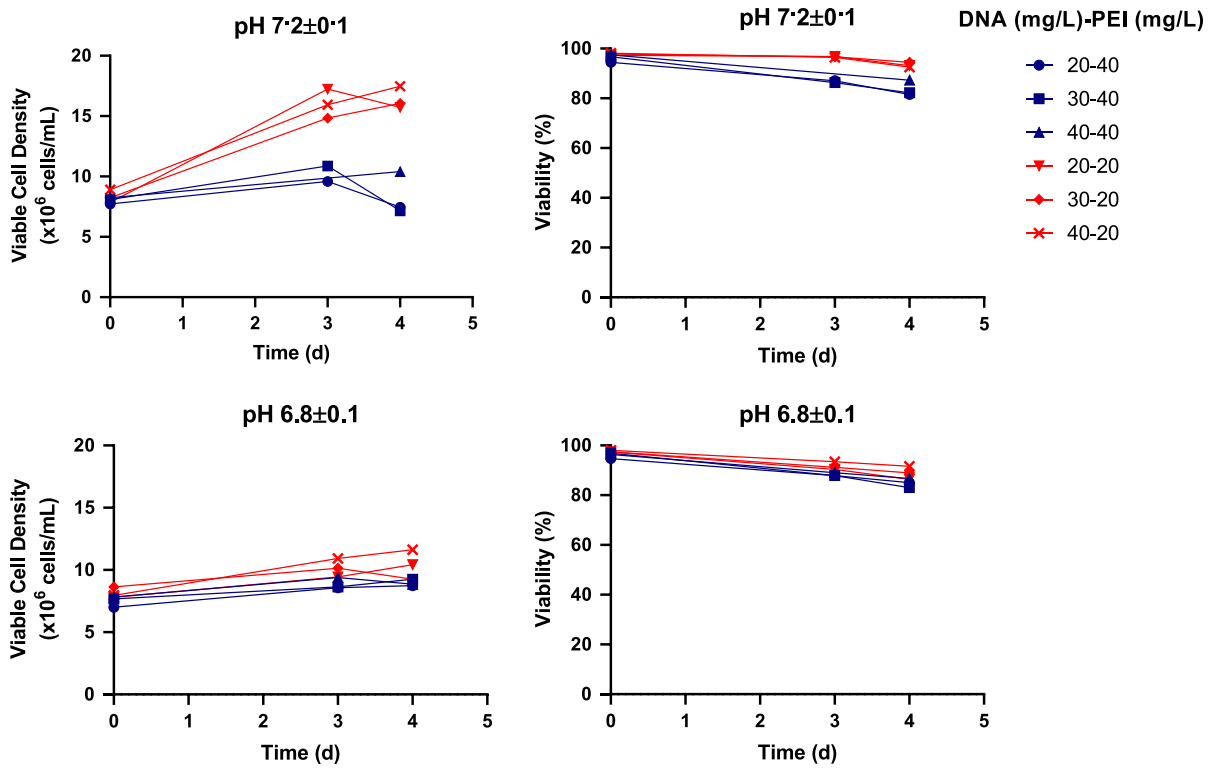 pH 7·2±0·1
20
15
10
5
0
Viable Cell Density
(x10⁶ cells/mL)
0 1 2 3 4 5
Time (d)
pH 7·2±0·1
100
80
60
40
20
0
Viability (%)
0 1 2 3 4 5
Time (d)
DNA (mg/L)-PEI (mg/L)
20-40
30-40
40-40
20-20
30-20
40-20
pH 6.8±0.1
20
15
10
5
0
Viable Cell Density
(x10⁶ cells/mL)
0 1 2 3 4 5
Time (d)
pH 6.8±0.1
100
80
60
40
20
0
Viability (%)
0 1 2 3 4 5
Time (d)